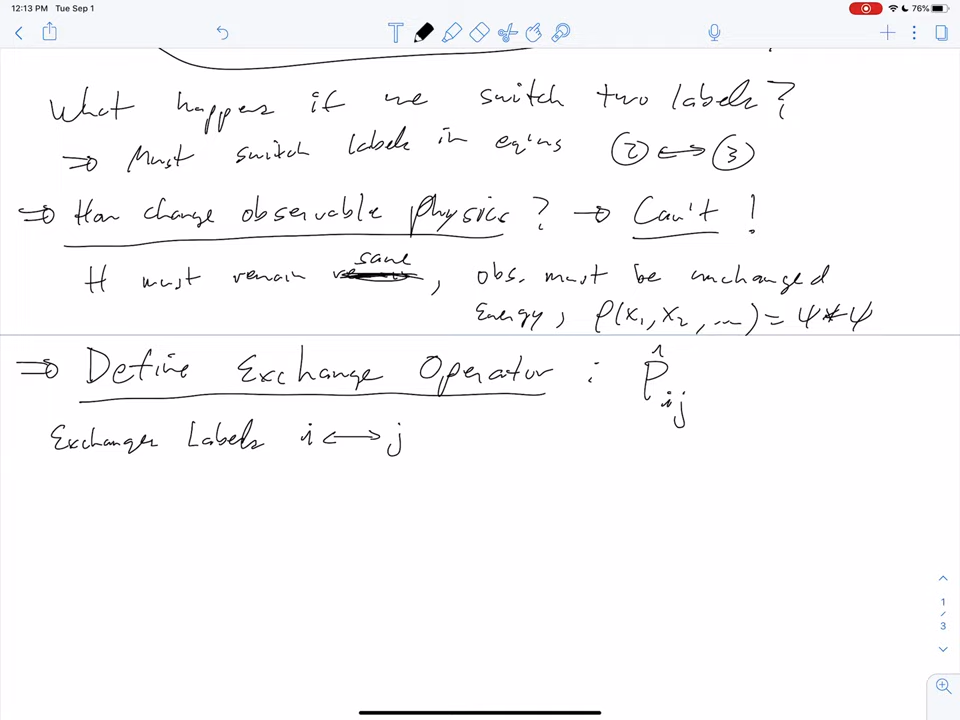 12:13 PM Tue Sep 1
76%
What happens if we switch two labels?
⇒ Must switch labels in eq'ns ② ↔ ③
⇒ How change observable physics? → Can't!
same
H must remain , obs. must be unchanged
Energy, ρ(x₁, x₂, ...) = ψ*ψ
⇒ Define Exchange Operator : P̂ᵢⱼ
Exchanges Labels i ↔ j
1
/
3